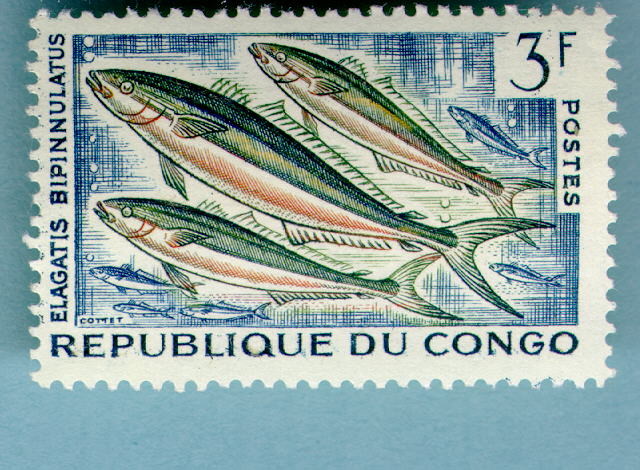 3F
POSTES
ELAGATIS BIPINNULATUS
COTTET
REPUBLIQUE DU CONGO